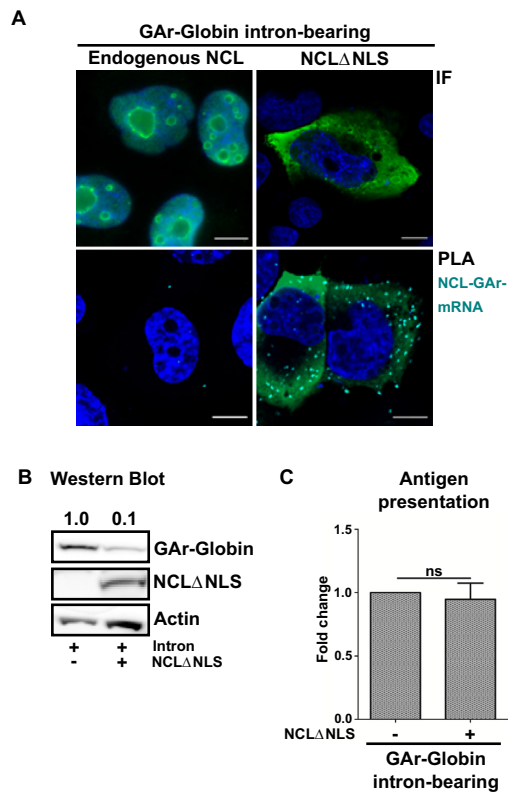 A
GAr-Globin intron-bearing
Endogenous NCL NCLΔNLS
IF
PLA
NCL-GAr-
mRNA
B Western Blot
1.0 0.1
GAr-Globin
NCLΔNLS
Actin
+ + Intron
- + NCLΔNLS
C Antigen
presentation
Fold change
1.5
1.0
0.5
0.0
ns
NCLΔNLS - +
GAr-Globin
intron-bearing